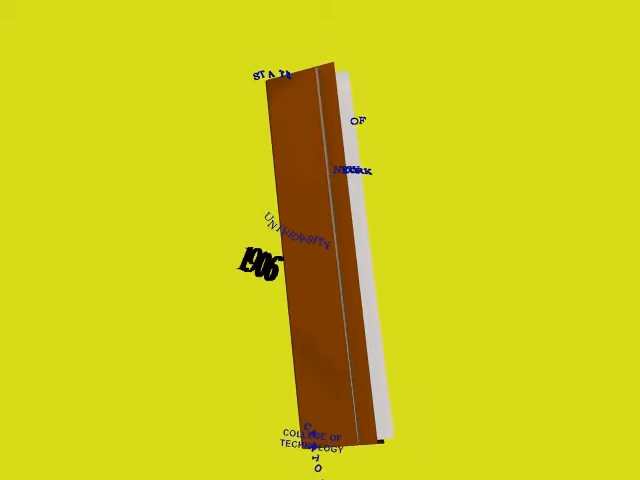 STATE
OF
UNIVERSITY
1906
COLLEGE OF
TECHNOLOGY